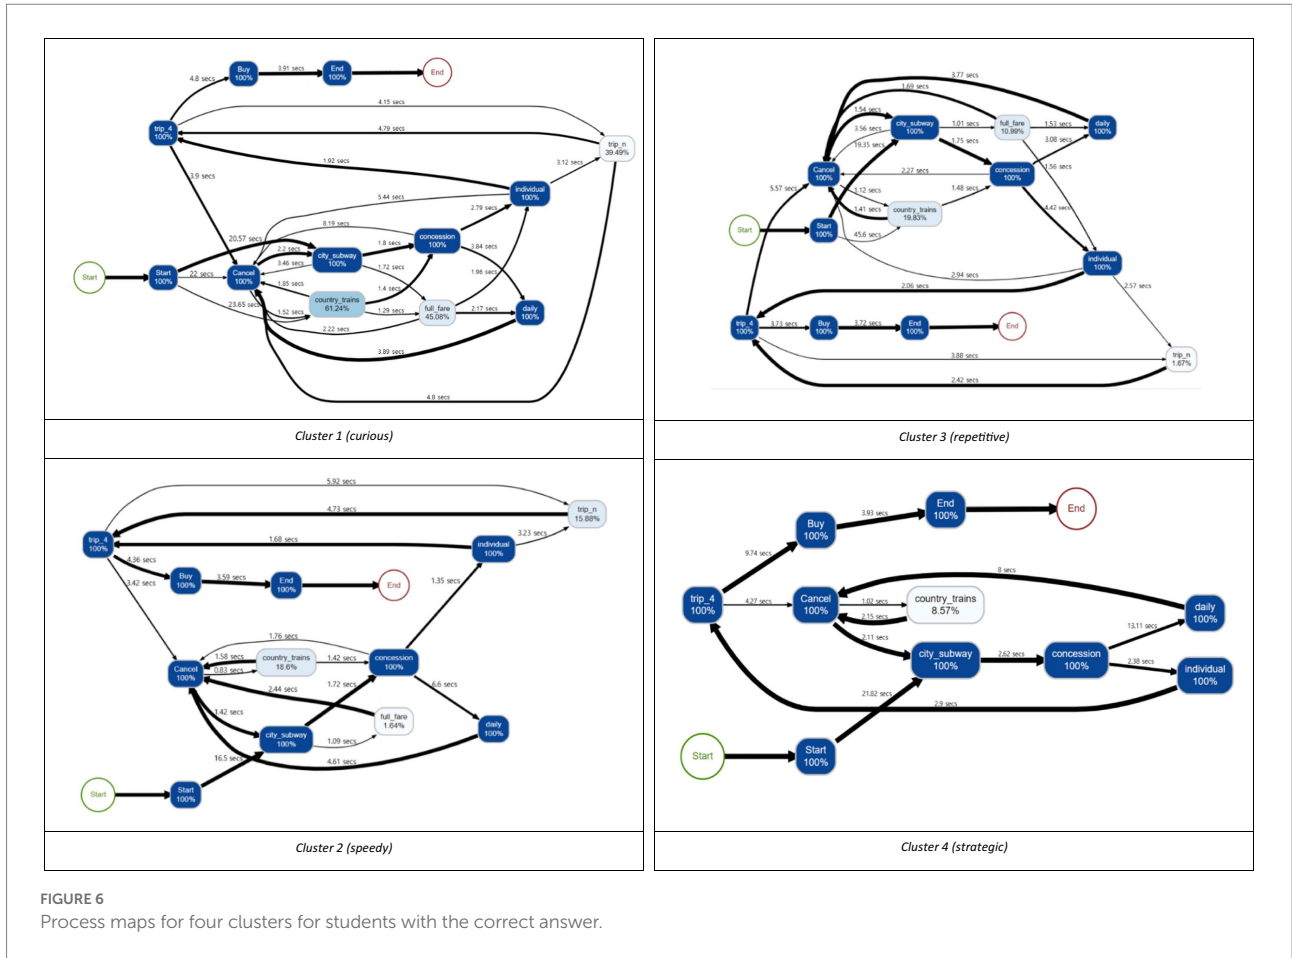 Buy
100%
3.91 secs
End
100%
End
4.8 secs
4.15 secs
trip_4
100%
4.79 secs
trip_n
39.49%
1.92 secs
3.12 secs
3.9 secs
individual
100%
5.44 secs
2.79 secs
8.19 secs
20.57 secs
concession
100%
2.2 secs
city_subway
100%
1.8 secs
3.84 secs
3.46 secs
1.72 secs
1.96 secs
Start
Start
100%
22 secs
Cancel
100%
1.85 secs
1.4 secs
23.65 secs
country_trains
61.24%
1.52 secs
1.29 secs
full_fare
45.08%
2.17 secs
daily
100%
2.22 secs
3.89 secs
4.0 secs
Cluster 1 (curious)
3.77 secs
1.69 secs
1.54 secs
city_subway
100%
1.01 secs
full_fare
10.99%
1.53 secs
daily
100%
3.56 secs
19.35 secs
1.75 secs
3.08 secs
Cancel
100%
2.27 secs
concession
100%
1.56 secs
5.57 secs
1.12 secs
1.48 secs
1.41 secs
country_trains
19.83%
4.42 secs
Start
Start
100%
45.6 secs
individual
100%
2.94 secs
2.06 secs
2.57 secs
trip_4
100%
3.73 secs
Buy
100%
3.72 secs
End
100%
End
3.88 secs
trip_n
1.67%
2.42 secs
Cluster 3 (repetitive)
5.92 secs
4.73 secs
trip_n
15.88%
trip_4
100%
1.68 secs
3.23 secs
individual
100%
4.36 secs
3.42 secs
Buy
100%
3.59 secs
End
100%
End
1.35 secs
1.76 secs
1.58 secs
country_trains
18.6%
1.42 secs
concession
100%
Cancel
100%
0.83 secs
2.44 secs
1.72 secs
6.6 secs
1.42 secs
full_fare
1.64%
city_subway
100%
1.09 secs
daily
100%
16.5 secs
4.61 secs
Start
Start
100%
Cluster 2 (speedy)
End
100%
End
Buy
100%
3.93 secs
9.74 secs
8 secs
trip_4
100%
4.27 secs
Cancel
100%
1.02 secs
country_trains
8.57%
2.15 secs
daily
100%
2.11 secs
13.11 secs
city_subway
100%
2.62 secs
concession
100%
2.38 secs
individual
100%
21.82 secs
2.9 secs
Start
Start
100%
Cluster 4 (strategic)
FIGURE 6
Process maps for four clusters for students with the correct answer.